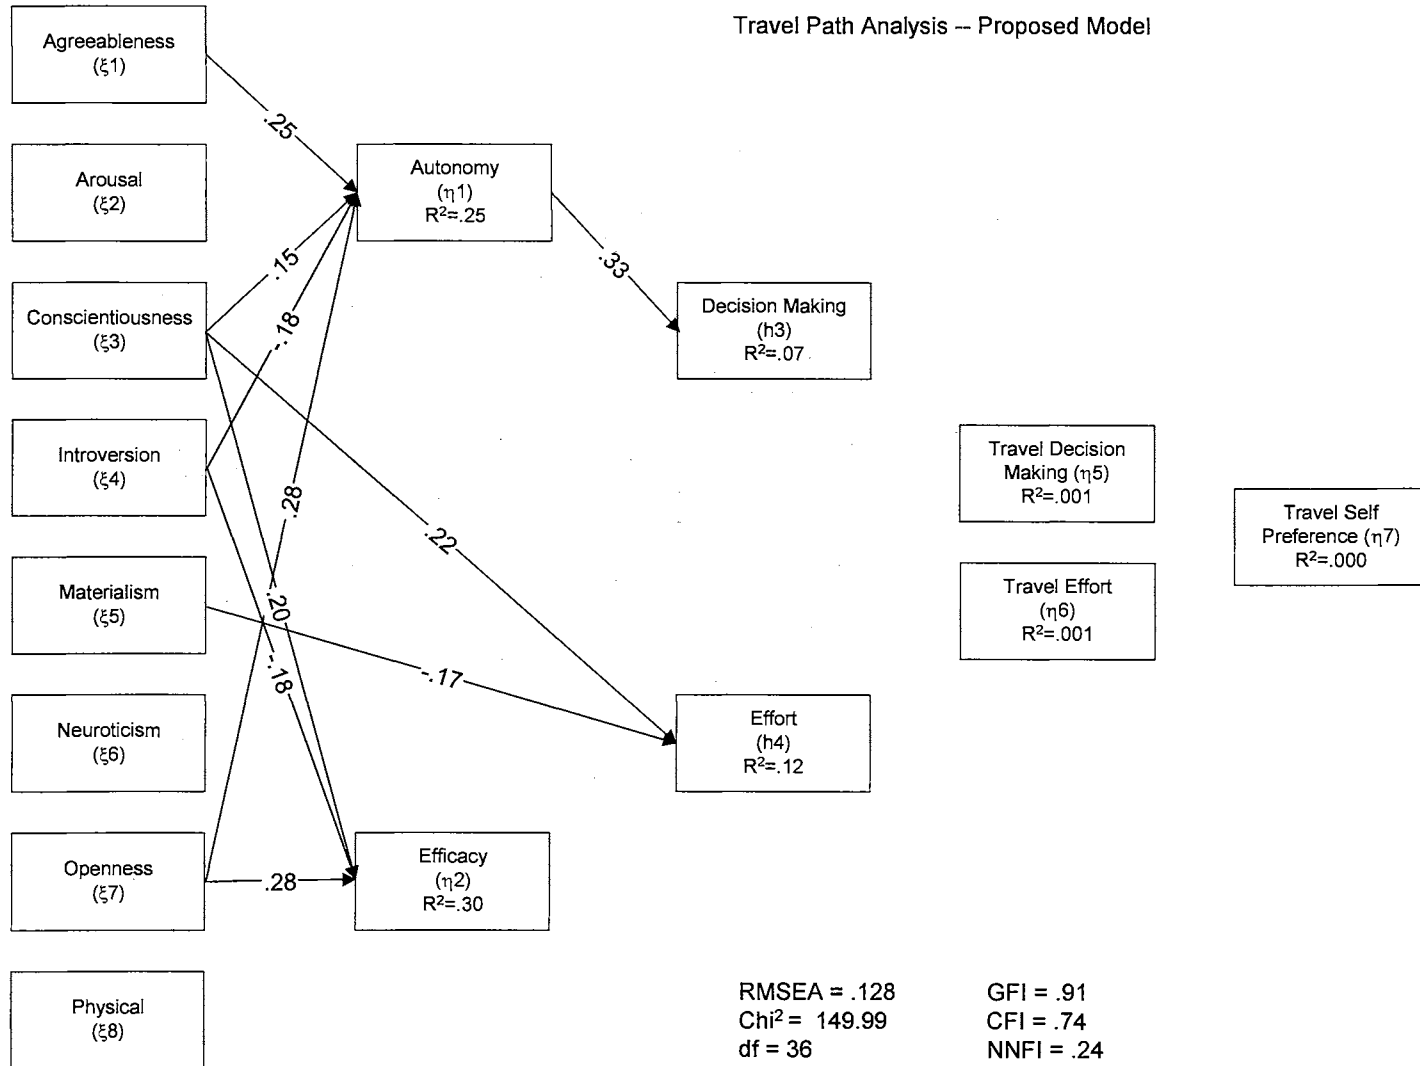 Travel Path Analysis -- Proposed Model
Agreeableness
(ξ1)
.25
Arousal
(ξ2)
Autonomy
(η1)
R²=.25
Conscientiousness
(ξ3)
.15
-.18
.33
Decision Making
(h3)
R²=.07
Introversion
(ξ4)
.28
.22
Travel Decision
Making (η5)
R²=.001
Travel Self
Preference (η7)
R²=.000
Materialism
(ξ5)
.20
-.18
-.17
Travel Effort
(η6)
R²=.001
Neuroticism
(ξ6)
Effort
(h4)
R²=.12
Openness
(ξ7)
.28
Efficacy
(η2)
R²=.30
Physical
(ξ8)
RMSEA = .128
Chi² = 149.99
df = 36
GFI = .91
CFI = .74
NNFI = .24